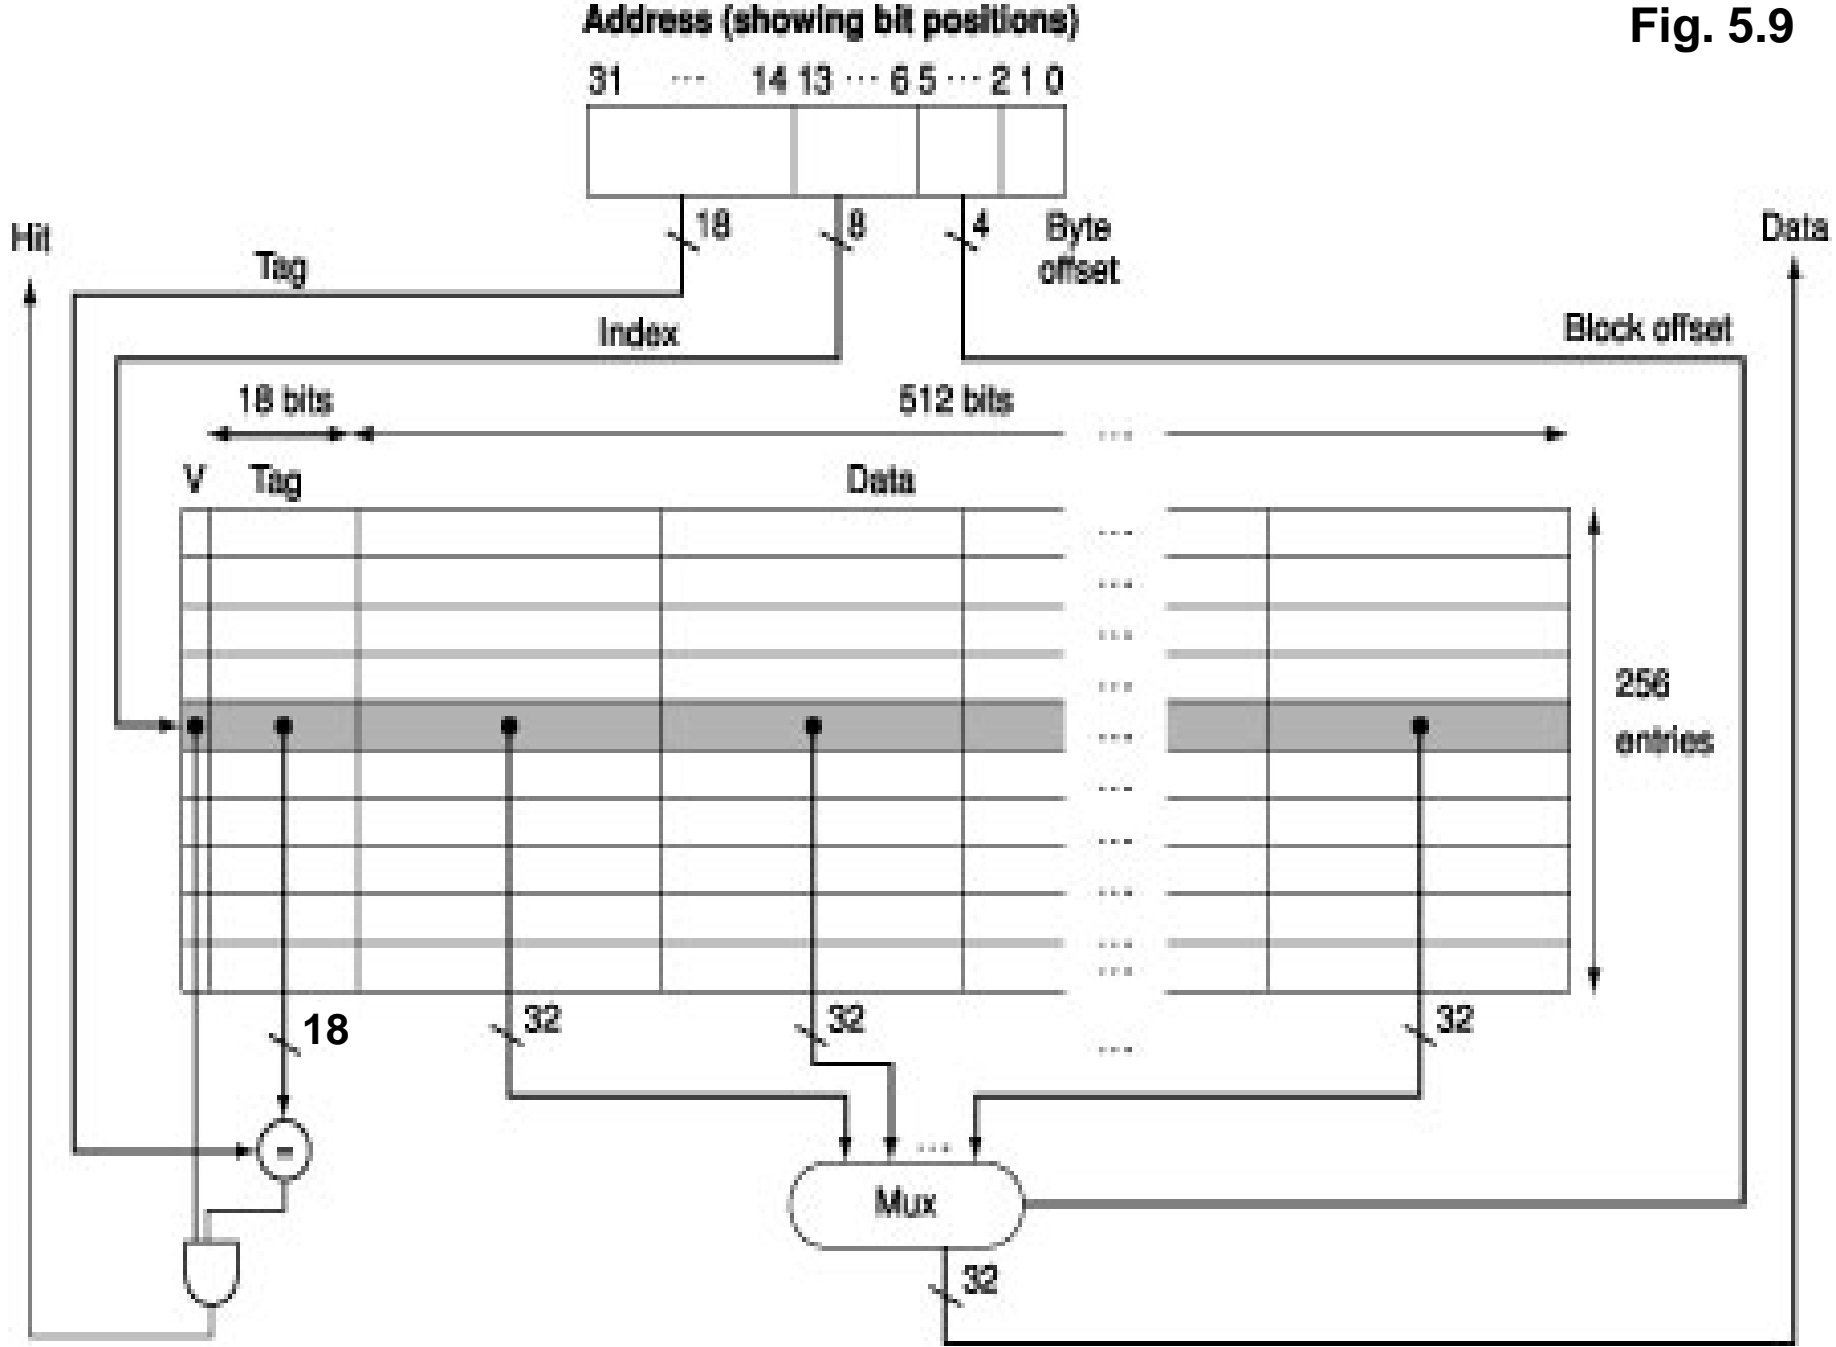 Address (showing bit positions)
Fig. 5.9
31 ... 14 13 ... 6 5 ... 2 1 0
18
8
4
Byte
offset
Hit
Data
Tag
Index
Block offset
18 bits
512 bits
...
V
Tag
Data
...
...
...
...
...
...
...
...
...
...
256
entries
18
32
32
...
32
=
...
Mux
32